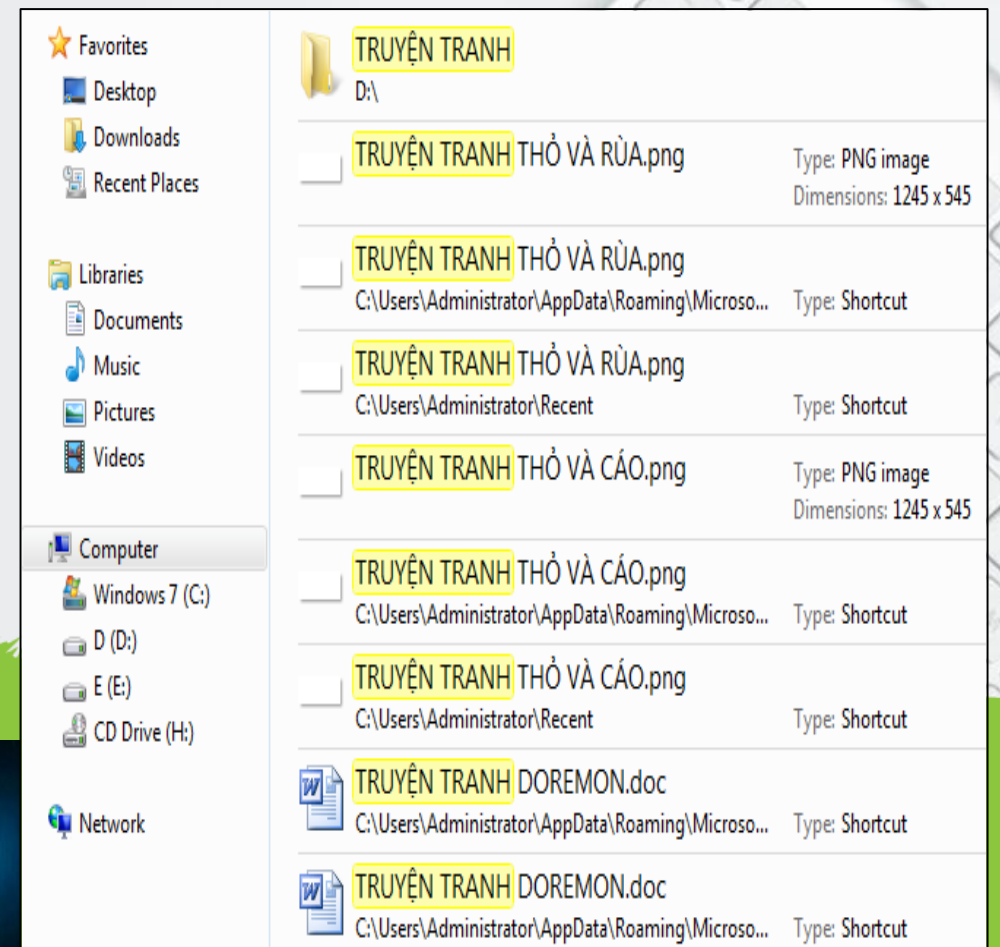 Favorites
Desktop
Downloads
Recent Places
Libraries
Documents
Music
Pictures
Videos
Computer
Windows 7 (C:)
D (D:)
E (E:)
CD Drive (H:)
Network
TRUYỆN TRANH
D:\
TRUYỆN TRANH THỎ VÀ RÙA.png
Type: PNG image
Dimensions: 1245 x 545
TRUYỆN TRANH THỎ VÀ RÙA.png
C:\Users\Administrator\AppData\Roaming\Microso... Type: Shortcut
TRUYỆN TRANH THỎ VÀ RÙA.png
C:\Users\Administrator\Recent Type: Shortcut
TRUYỆN TRANH THỎ VÀ CÁO.png
Type: PNG image
Dimensions: 1245 x 545
TRUYỆN TRANH THỎ VÀ CÁO.png
C:\Users\Administrator\AppData\Roaming\Microso... Type: Shortcut
TRUYỆN TRANH THỎ VÀ CÁO.png
C:\Users\Administrator\Recent Type: Shortcut
TRUYỆN TRANH DOREMON.doc
C:\Users\Administrator\AppData\Roaming\Microso... Type: Shortcut
TRUYỆN TRANH DOREMON.doc
C:\Users\Administrator\AppData\Roaming\Microso... Type: Shortcut